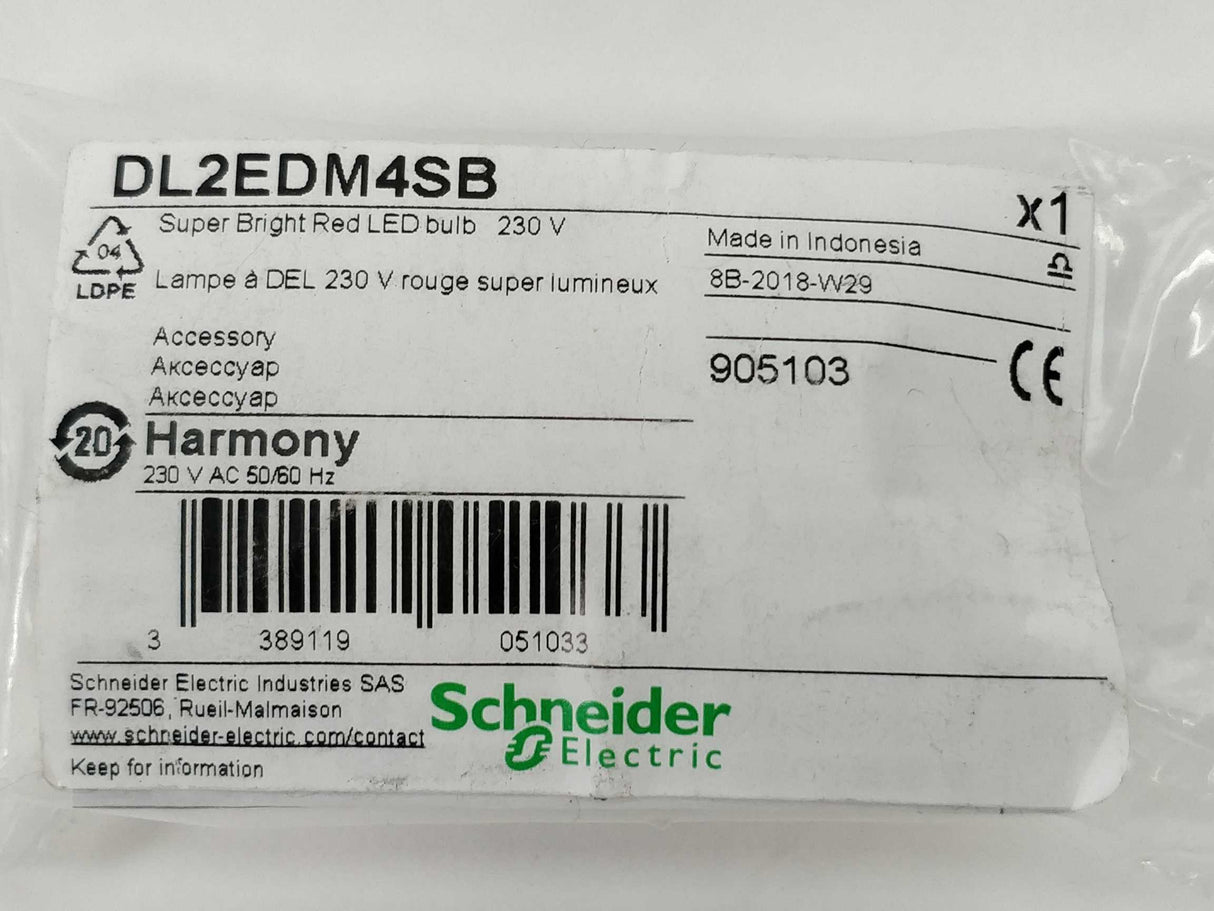 DL2EDM4SB
x1
Super Bright Red LED bulb 230 V
Made in Indonesia
04
LDPE
Lampe à DEL 230 V rouge super lumineux
8B-2018-W29
Accessory
Аксессуар
Аксессуар
905103
CE
20
Harmony
230 V AC 50/60 Hz
3 389119 051033
Schneider Electric Industries SAS
FR-92506, Rueil-Malmaison
www.schneider-electric.com/contact
Keep for information
Schneider
Electric